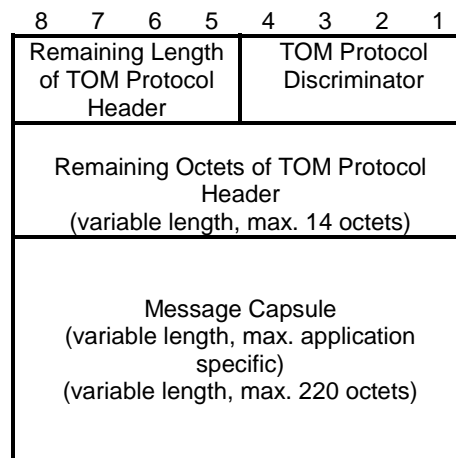 8 7 6 5 4 3 2 1
Remaining Length
of TOM Protocol
Header
TOM Protocol
Discriminator
Remaining Octets of TOM Protocol
Header
(variable length, max. 14 octets)
Message Capsule
(variable length, max. application
specific)
(variable length, max. 220 octets)